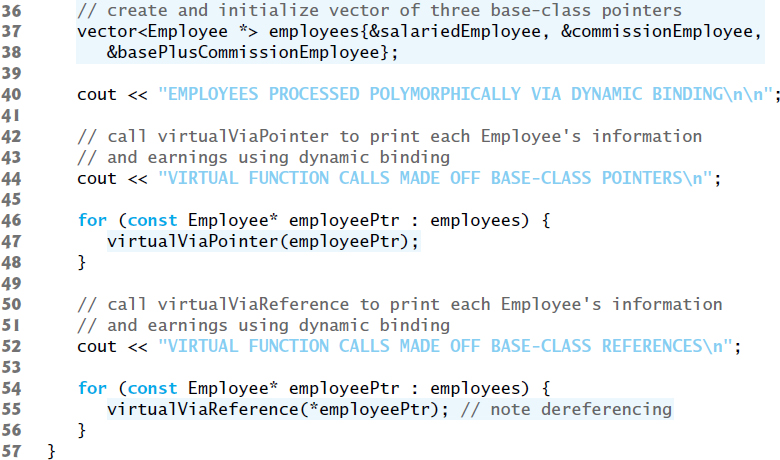 36 // create and initialize vector of three base-class pointers
37 vector<Employee *> employees{&salariedEmployee, &commissionEmployee,
38 &basePlusCommissionEmployee};
39
40 cout << "EMPLOYEES PROCESSED POLYMORPHICALLY VIA DYNAMIC BINDING\n\n";
41
42 // call virtualViaPointer to print each Employee's information
43 // and earnings using dynamic binding
44 cout << "VIRTUAL FUNCTION CALLS MADE OFF BASE-CLASS POINTERS\n";
45
46 for (const Employee* employeePtr : employees) {
47 virtualViaPointer(employeePtr);
48 }
49
50 // call virtualViaReference to print each Employee's information
51 // and earnings using dynamic binding
52 cout << "VIRTUAL FUNCTION CALLS MADE OFF BASE-CLASS REFERENCES\n";
53
54 for (const Employee* employeePtr : employees) {
55 virtualViaReference(*employeePtr); // note dereferencing
56 }
57 }